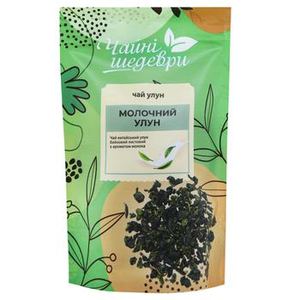 Чайні
шедеври
чай улун
МОЛОЧНИЙ
УЛУН
Чай китайський улун
байховий листовий
з ароматом молока